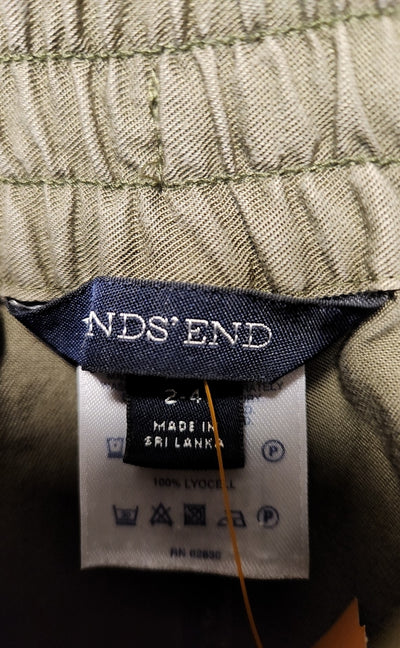 NDS' END
2-4
MADE IN
SRI LANKA
100% LYOCELL
RN 62830